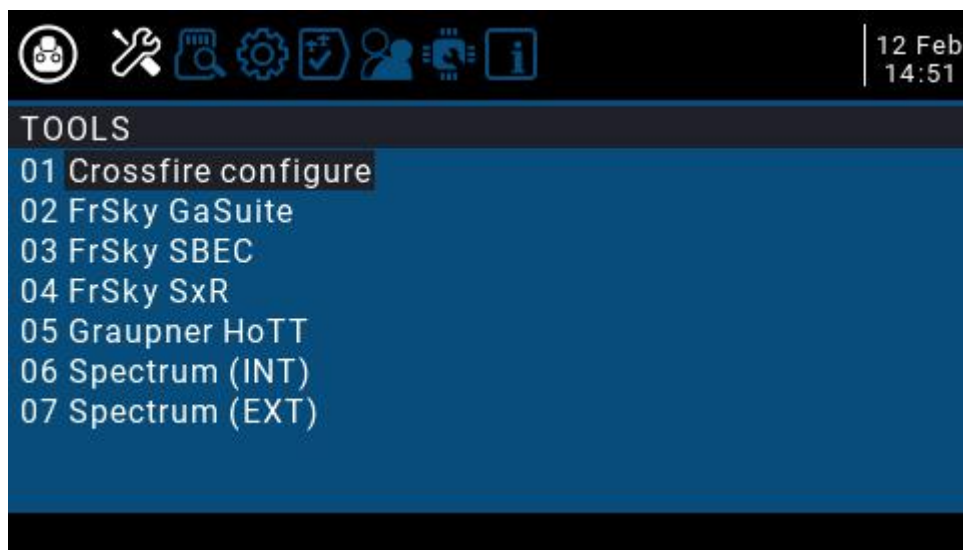 12 Feb
14:51
TOOLS
01 Crossfire configure
02 FrSky GaSuite
03 FrSky SBEC
04 FrSky SxR
05 Graupner HoTT
06 Spectrum (INT)
07 Spectrum (EXT)